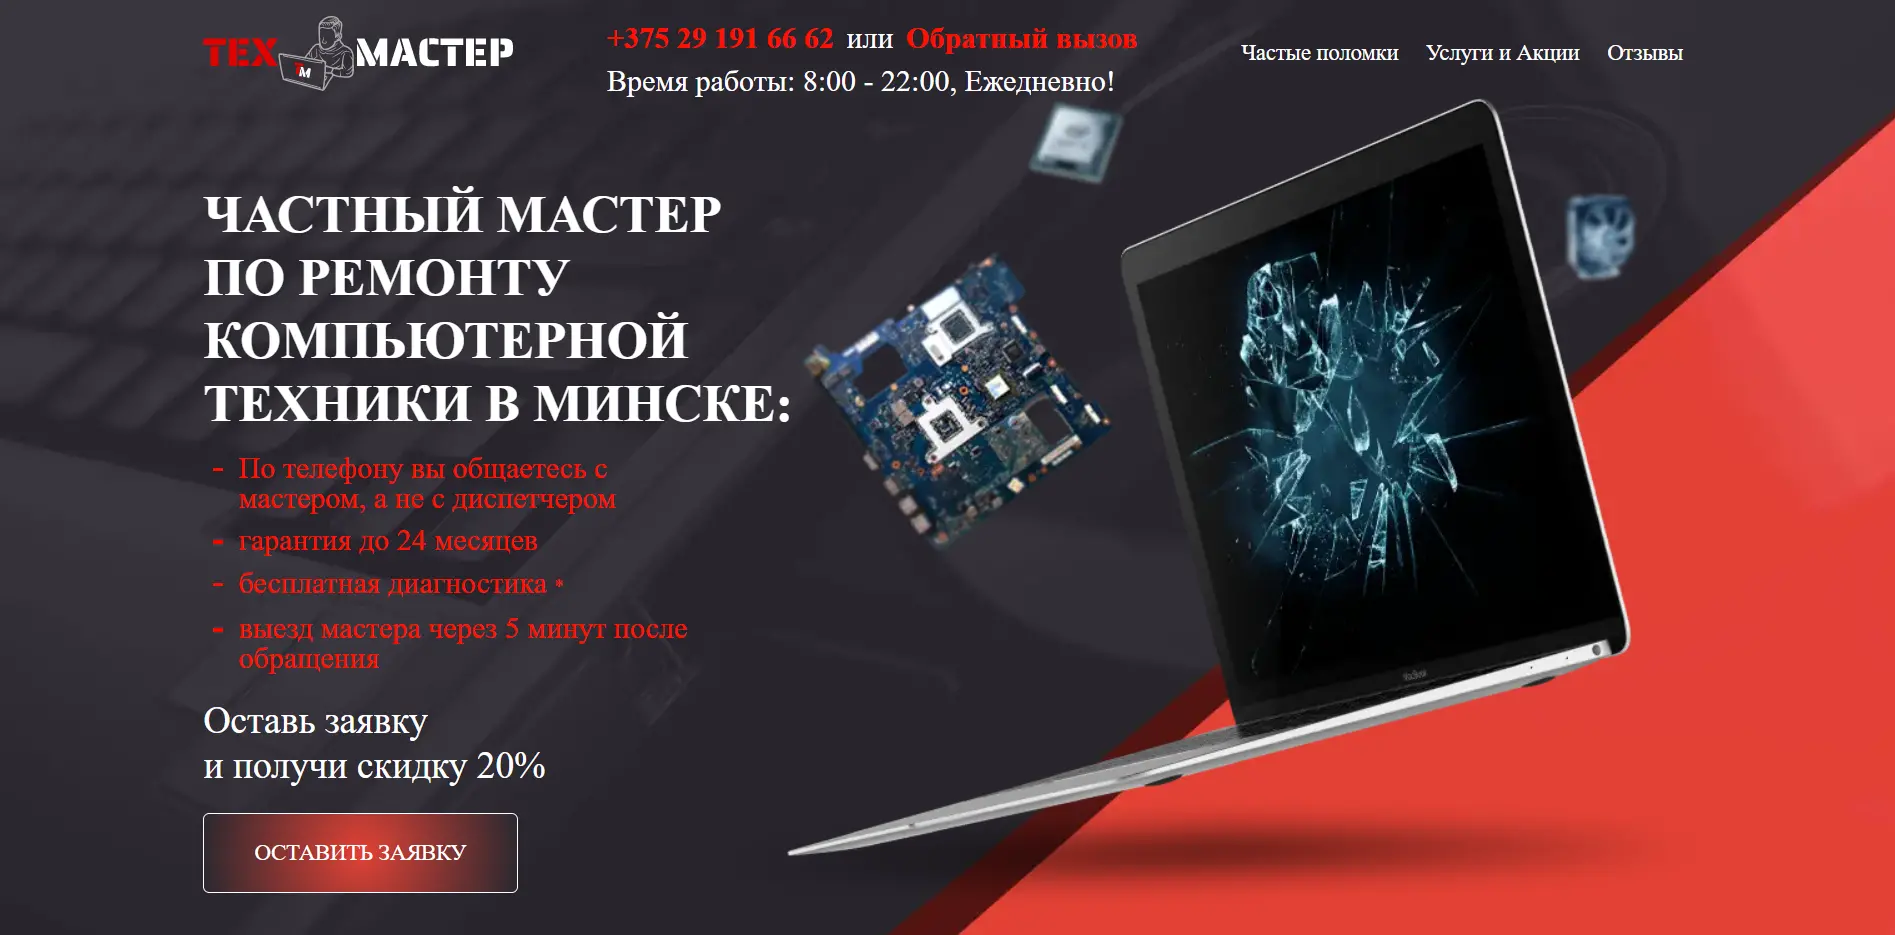 ТЕХ МАСТЕР
ТМ
+375 29 191 66 62 или Обратный вызов
Время работы: 8:00 - 22:00, Ежедневно!
Частые поломки Услуги и Акции Отзывы
ЧАСТНЫЙ МАСТЕР
ПО РЕМОНТУ
КОМПЬЮТЕРНОЙ
ТЕХНИКИ В МИНСКЕ:
- По телефону вы общаетесь с
мастером, а не с диспетчером
- гарантия до 24 месяцев
- бесплатная диагностика *
- выезд мастера через 5 минут после
обращения
Оставь заявку
и получи скидку 20%
ОСТАВИТЬ ЗАЯВКУ
MacBook